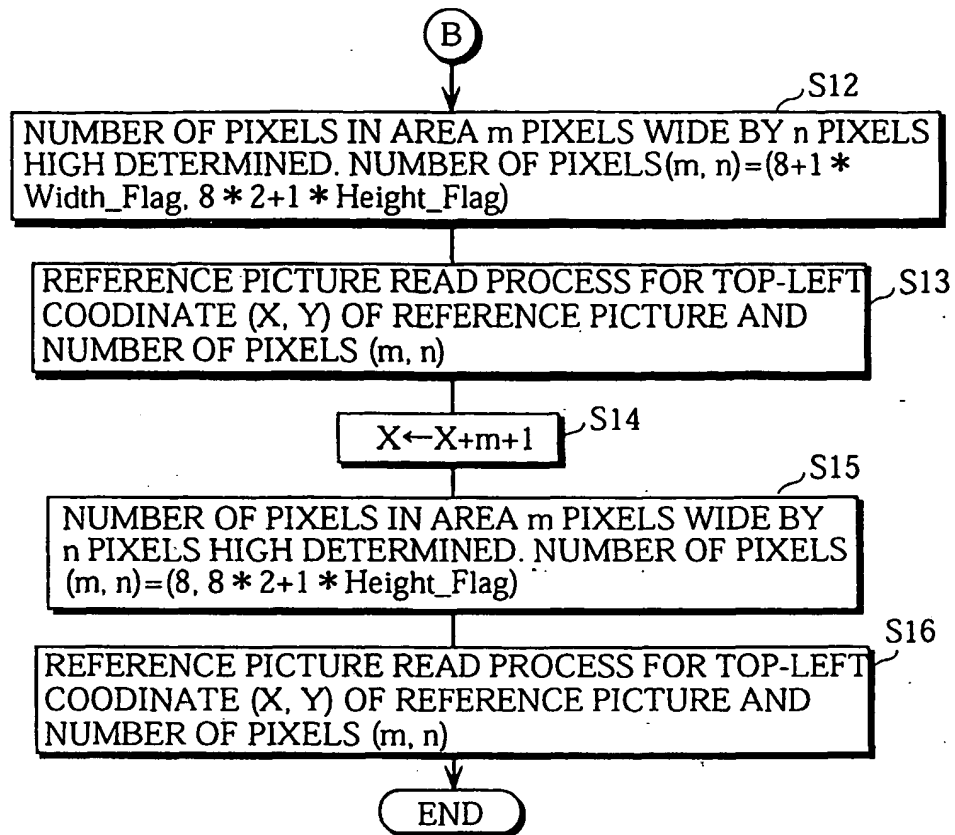 B
S12
NUMBER OF PIXELS IN AREA m PIXELS WIDE BY n PIXELS
HIGH DETERMINED. NUMBER OF PIXELS(m, n)=(8+1 *
Width_Flag, 8 * 2+1 * Height_Flag)
REFERENCE PICTURE READ PROCESS FOR TOP-LEFT
S13
COODINATE (X, Y) OF REFERENCE PICTURE AND
NUMBER OF PIXELS (m, n)
S14
X←X+m+1
S15
NUMBER OF PIXELS IN AREA m PIXELS WIDE BY
n PIXELS HIGH DETERMINED. NUMBER OF PIXELS
(m, n)=(8, 8 * 2+1 * Height_Flag)
S16
REFERENCE PICTURE READ PROCESS FOR TOP-LEFT
COODINATE (X, Y) OF REFERENCE PICTURE AND
NUMBER OF PIXELS (m, n)
END